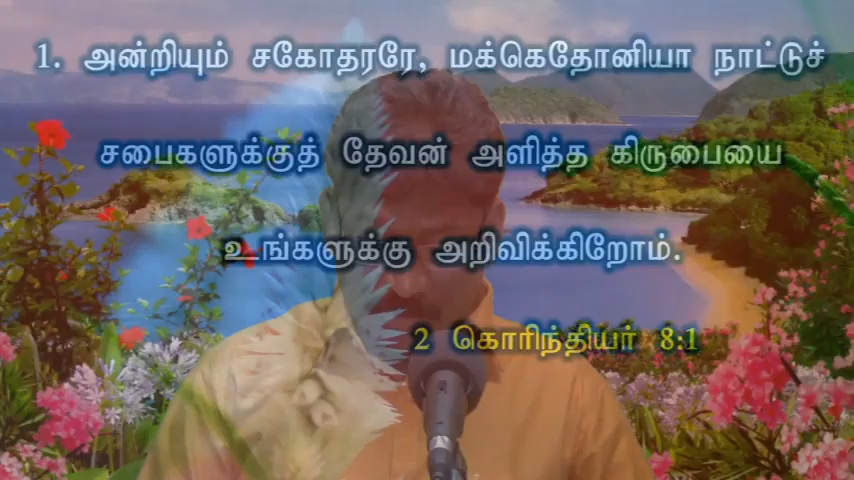 1. அன்றியும் சகோதரரே, மக்கெதோனியா நாட்டுச்
சபைகளுக்குத் தேவன் அளித்த கிருபையை
உங்களுக்கு அறிவிக்கிறோம்.
2 கொரிந்தியர் 8:1